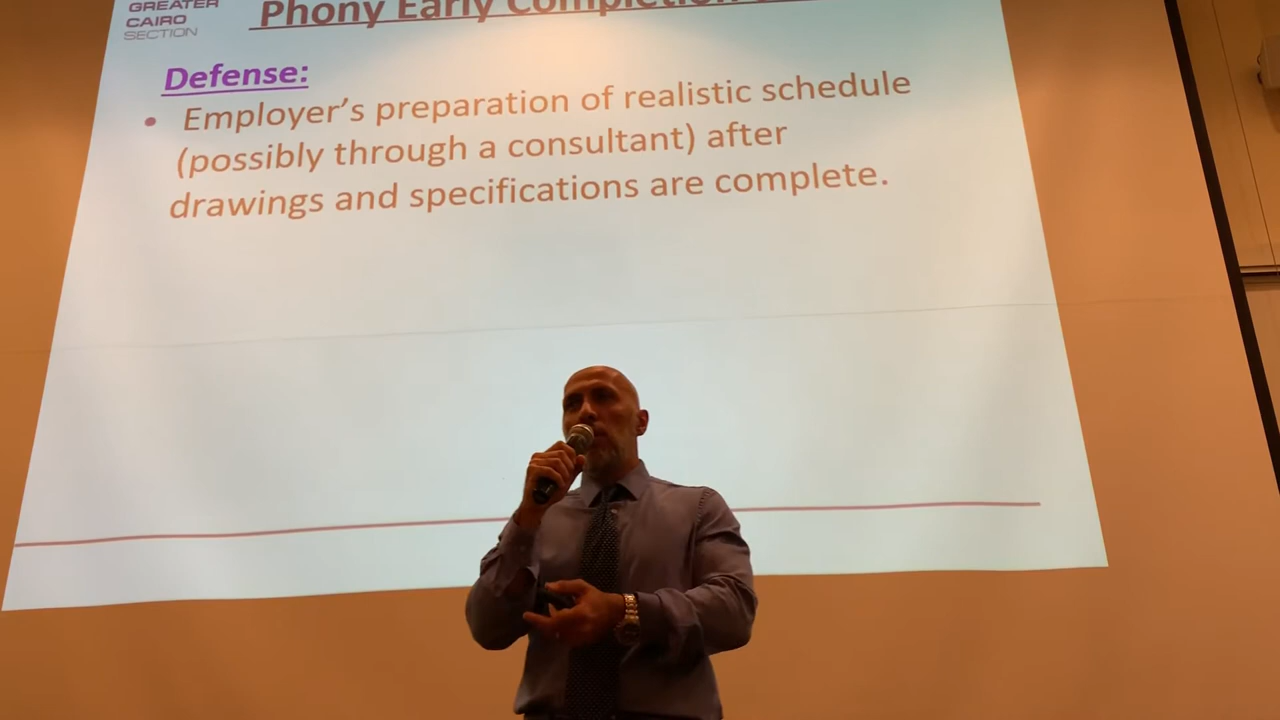 GREATER
CAIRO
SECTION
Phony Early Completion
Defense:
• Employer's preparation of realistic schedule
(possibly through a consultant) after
drawings and specifications are complete.